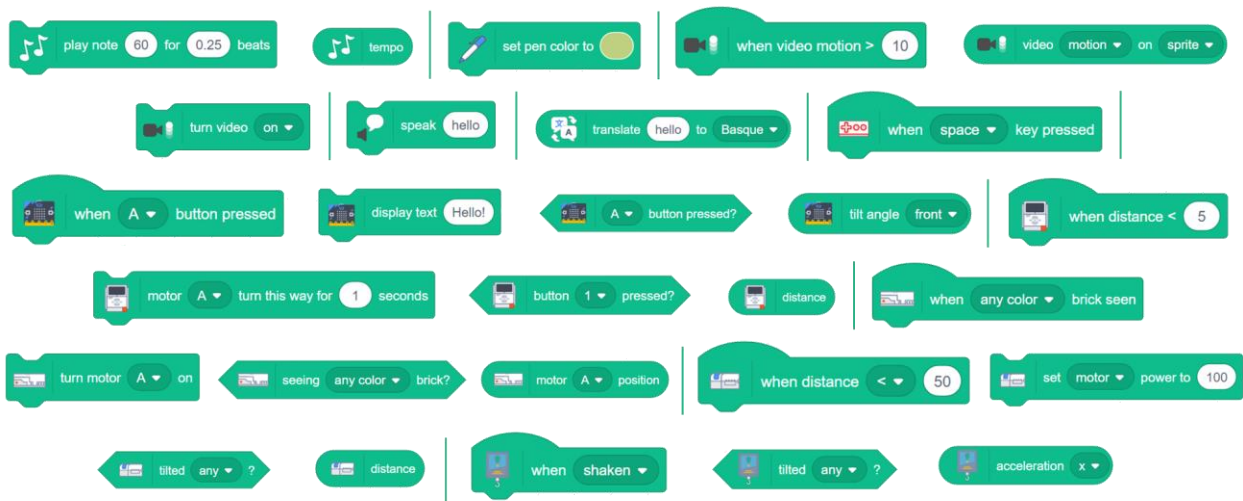 play note 60 for 0.25 beats
tempo
set pen color to
when video motion > 10
video motion on sprite
turn video on
speak hello
translate hello to Basque
when space key pressed
when A button pressed
display text Hello!
A button pressed?
tilt angle front
when distance < 5
motor A turn this way for 1 seconds
button 1 pressed?
distance
when any color brick seen
turn motor A on
seeing any color brick?
motor A position
when distance < 50
set motor power to 100
tilted any ?
distance
when shaken
tilted any ?
acceleration x